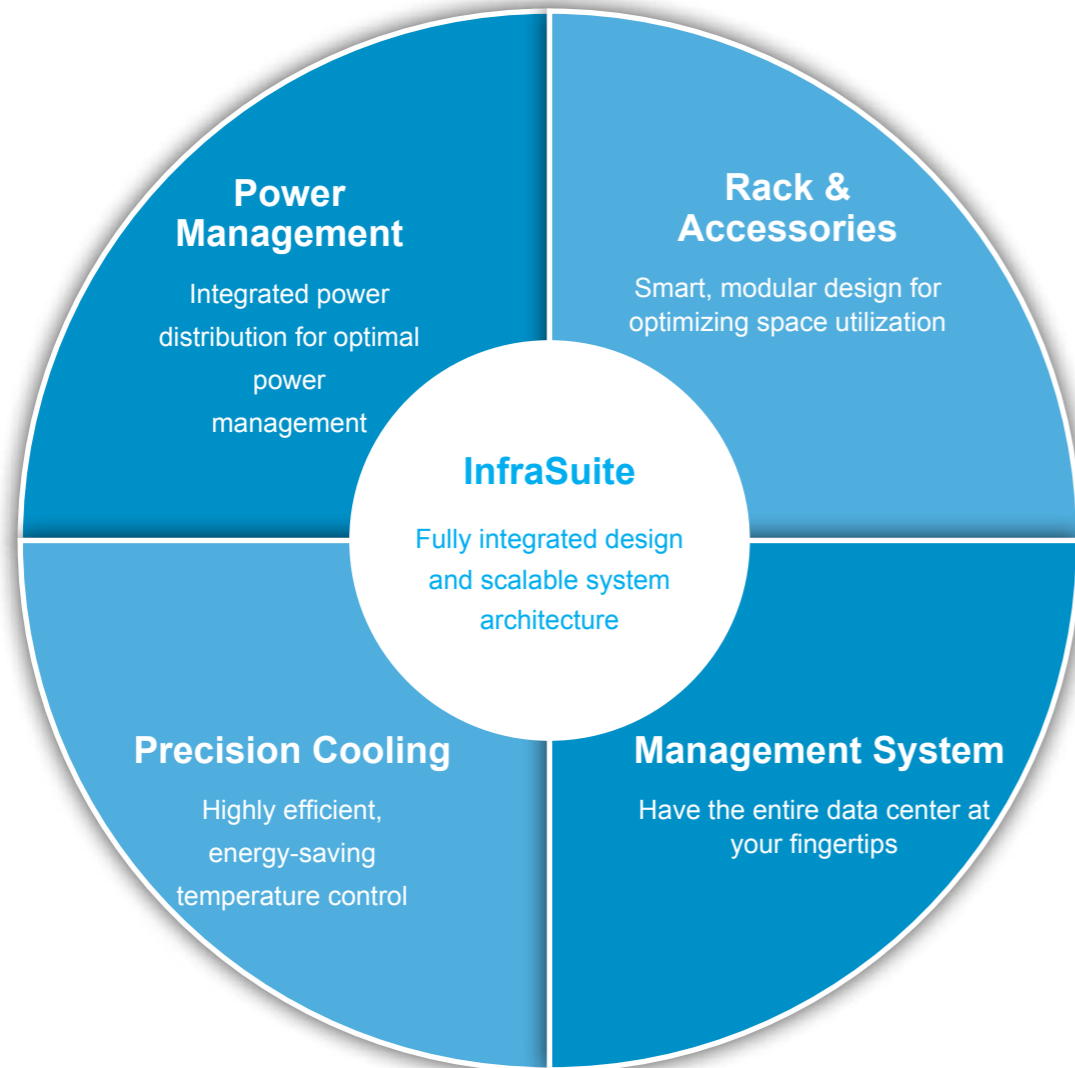 Power
Management
Integrated power
distribution for optimal
power
management
Rack &
Accessories
Smart, modular design for
optimizing space utilization
InfraSuite
Fully integrated design
and scalable system
architecture
Precision Cooling
Highly efficient,
energy-saving
temperature control
Management System
Have the entire data center at
your fingertips